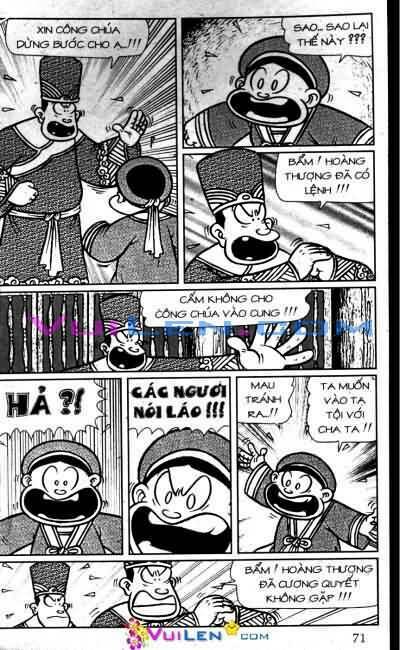 XIN CÔNG CHÚA
DỪNG BƯỚC CHO Ạ...!!!
SAO... SAO LẠI
THẾ NÀY ???
BẨM ! HOÀNG
THƯỢNG ĐÃ CÓ
LỆNH !!!
CẤM KHÔNG CHO
CÔNG CHÚA VÀO CUNG !!!
VUILEN.COM
HẢ ?!
CÁC NGƯƠI
NÓI LÁO !!!
MAU
TRÁNH
RA..!!
TA MUỐN
VÀO TẠ
TỘI VỚI
CHA TA !!
BẨM ! HOÀNG THƯỢNG
ĐÃ CƯƠNG QUYẾT
KHÔNG GẶP !!!
VUILEN.COM
71